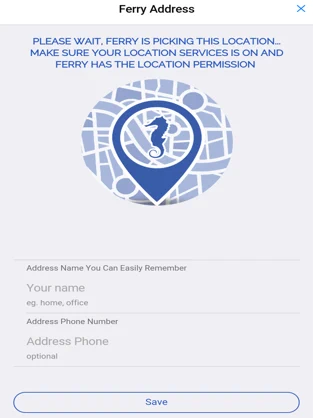 Ferry Address
PLEASE WAIT, FERRY IS PICKING THIS LOCATION...
MAKE SURE YOUR LOCATION SERVICES IS ON AND
FERRY HAS THE LOCATION PERMISSION
Address Name You Can Easily Remember
Your name
eg. home, office
Address Phone Number
Address Phone
optional
Save